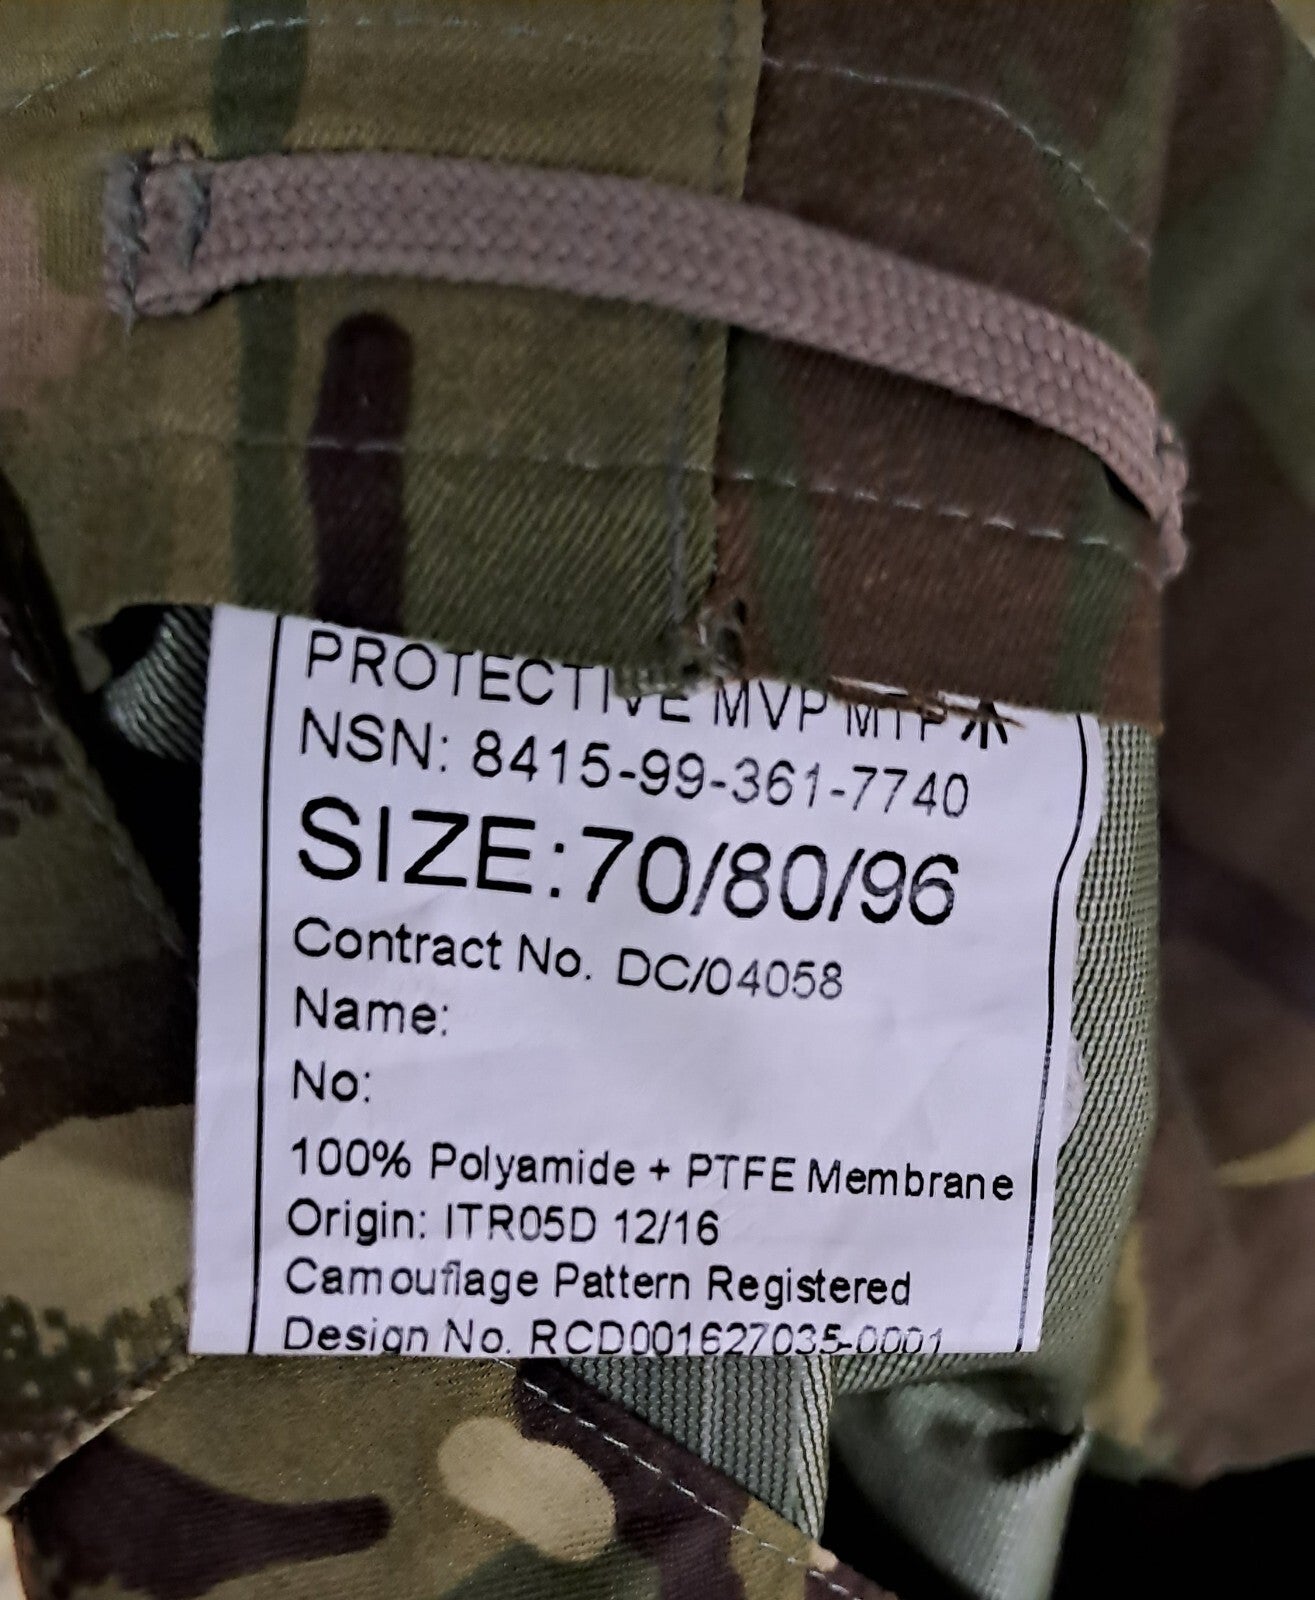 PROTECTIVE MVP MTP
NSN: 8415-99-361-7740
SIZE:70/80/96
Contract No. DC/04058
Name:
No:
100% Polyamide + PTFE Membrane
Origin: ITR05D 12/16
Camouflage Pattern Registered
Design No. RCD001627035-0001